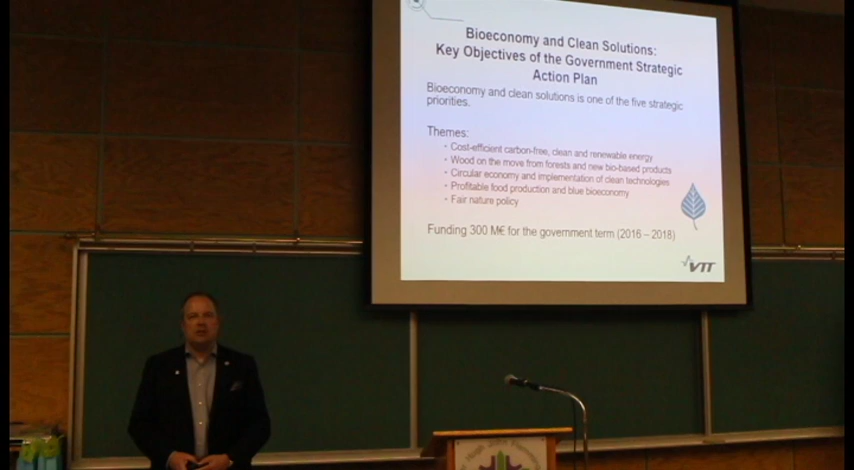 Bioeconomy and Clean Solutions:
Key Objectives of the Government Strategic
Action Plan
Bioeconomy and clean solutions is one of the five strategic
priorities.
Themes:
· Cost-efficient carbon-free, clean and renewable energy
· Wood on the move from forests and new bio-based products
· Circular economy and implementation of clean technologies
· Profitable food production and blue bioeconomy
· Fair nature policy
Funding 300 M€ for the government term (2016 – 2018)
VTT